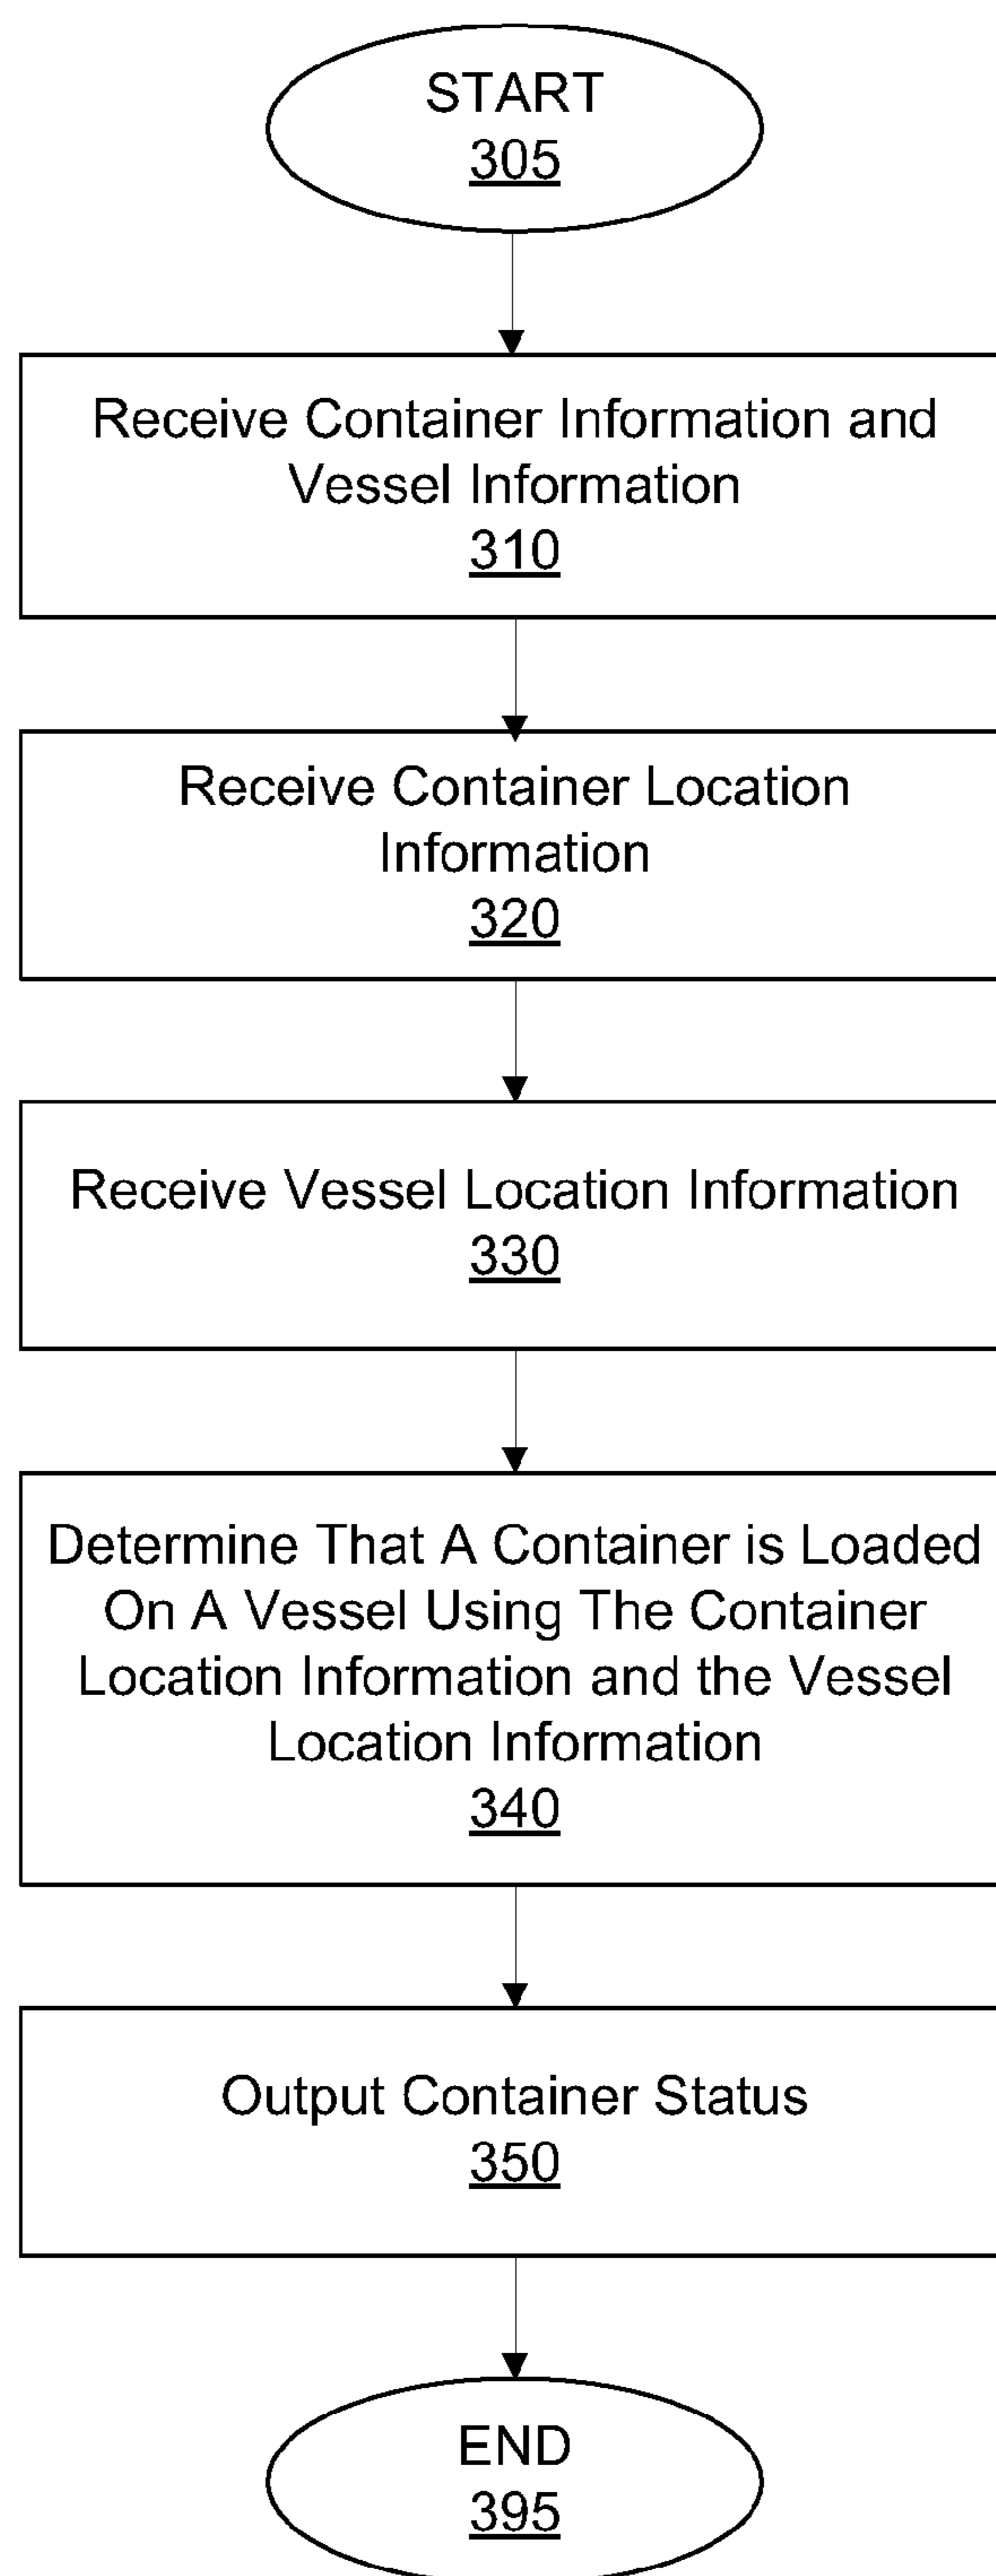 START
305
Receive Container Information and
Vessel Information
310
Receive Container Location
Information
320
Receive Vessel Location Information
330
Determine That A Container is Loaded
On A Vessel Using The Container
Location Information and the Vessel
Location Information
340
Output Container Status
350
END
395